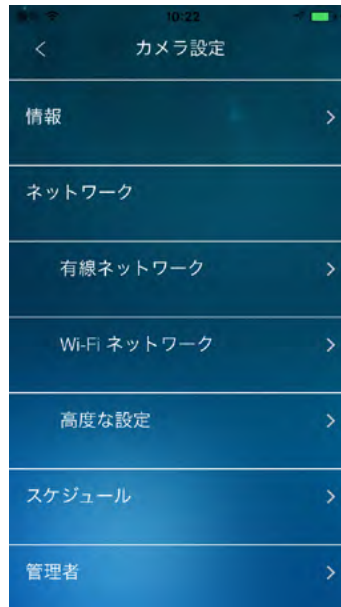 10:22
カメラ設定
情報
ネットワーク
有線ネットワーク
Wi-Fi ネットワーク
高度な設定
スケジュール
管理者